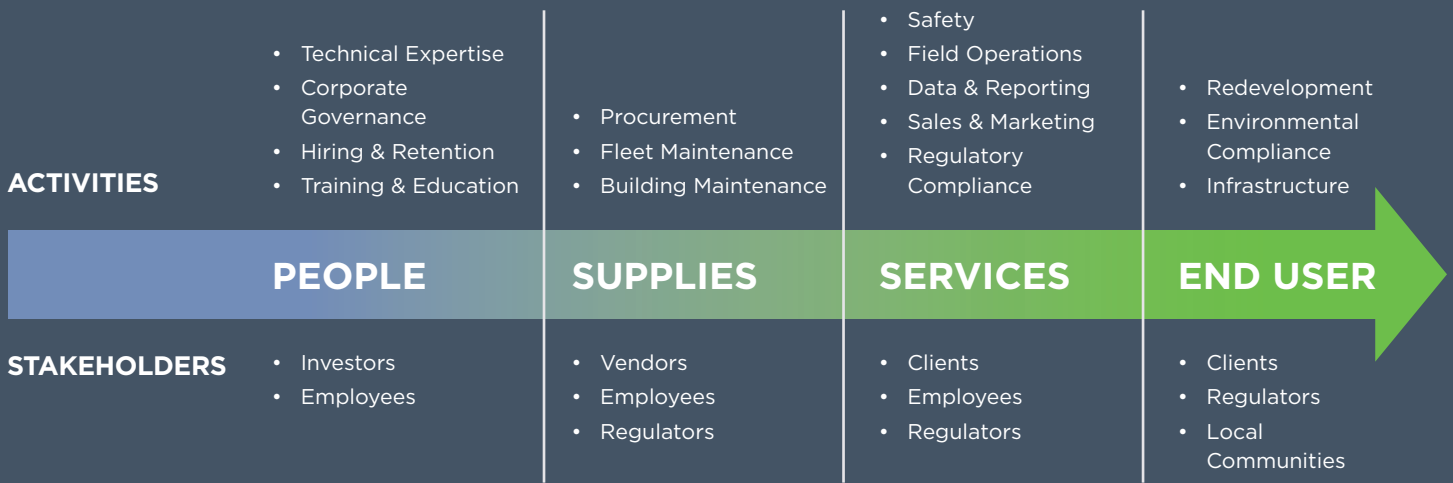 ACTIVITIES
• Technical Expertise
• Corporate
Governance
• Hiring & Retention
• Training & Education
• Procurement
• Fleet Maintenance
• Building Maintenance
• Safety
• Field Operations
• Data & Reporting
• Sales & Marketing
• Regulatory
Compliance
• Redevelopment
• Environmental
Compliance
• Infrastructure
PEOPLE
SUPPLIES
SERVICES
END USER
STAKEHOLDERS
• Investors
• Employees
• Vendors
• Employees
• Regulators
• Clients
• Employees
• Regulators
• Clients
• Regulators
• Local
Communities